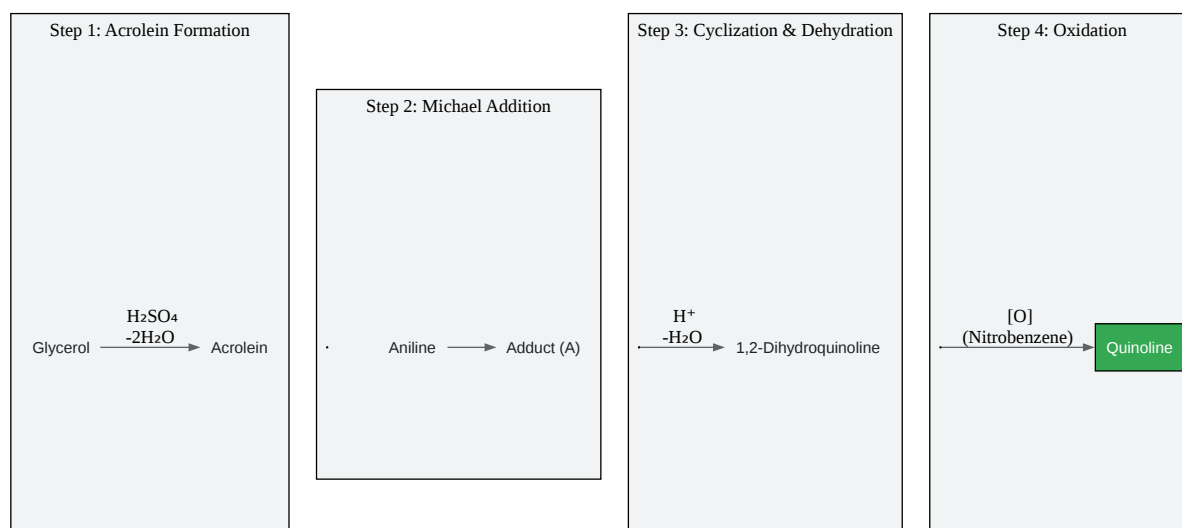 Step 1: Acrolein Formation
H₂SO₄
-2H₂O
Glycerol
Acrolein
Step 2: Michael Addition
Aniline
Adduct (A)
Step 3: Cyclization & Dehydration
H⁺
-H₂O
1,2-Dihydroquinoline
Step 4: Oxidation
[O]
(Nitrobenzene)
Quinoline